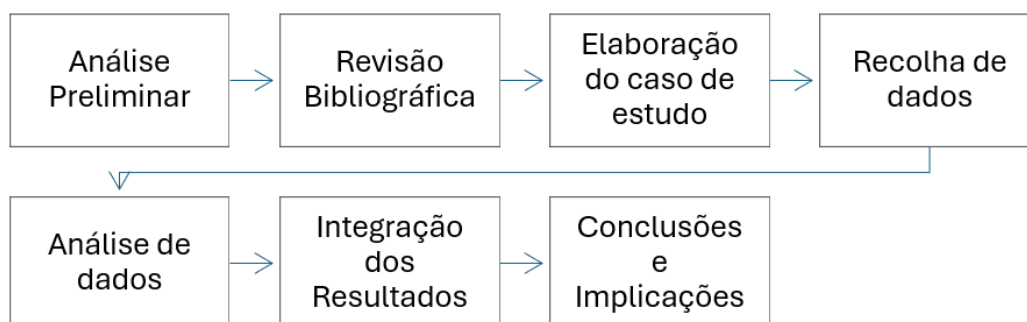 Análise
Preliminar
Revisão
Bibliográfica
Elaboração
do caso de
estudo
Recolha de
dados
Análise de
dados
Integração
dos
Resultados
Conclusões
e
Implicações